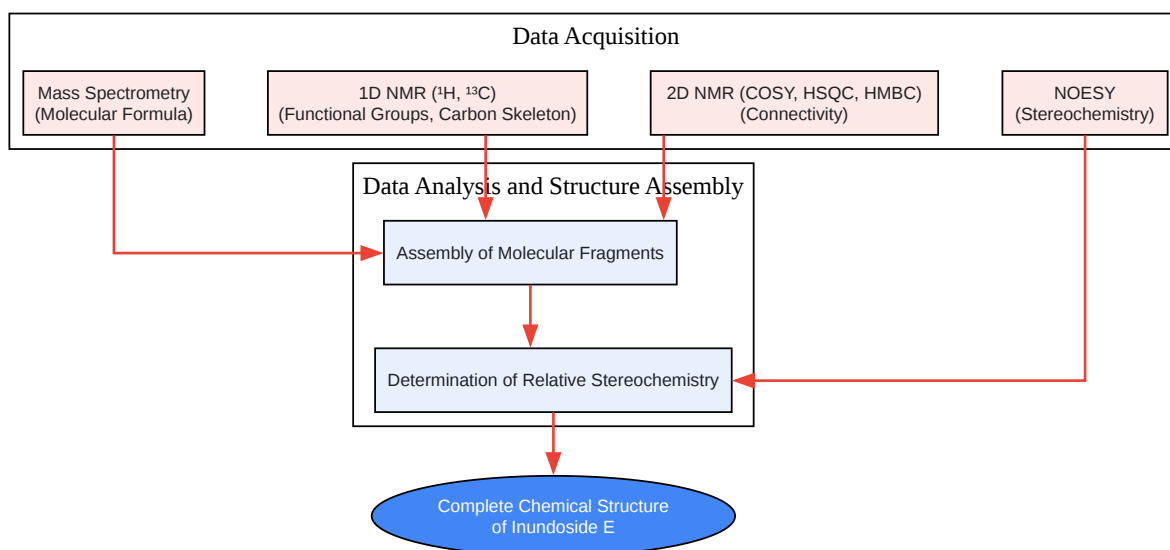 Data Acquisition
Mass Spectrometry
(Molecular Formula)
1D NMR (¹H, ¹³C)
(Functional Groups, Carbon Skeleton)
2D NMR (COSY, HSQC, HMBC)
(Connectivity)
NOESY
(Stereochemistry)
Data Analysis and Structure Assembly
Assembly of Molecular Fragments
Determination of Relative Stereochemistry
Complete Chemical Structure
of Inundoside E